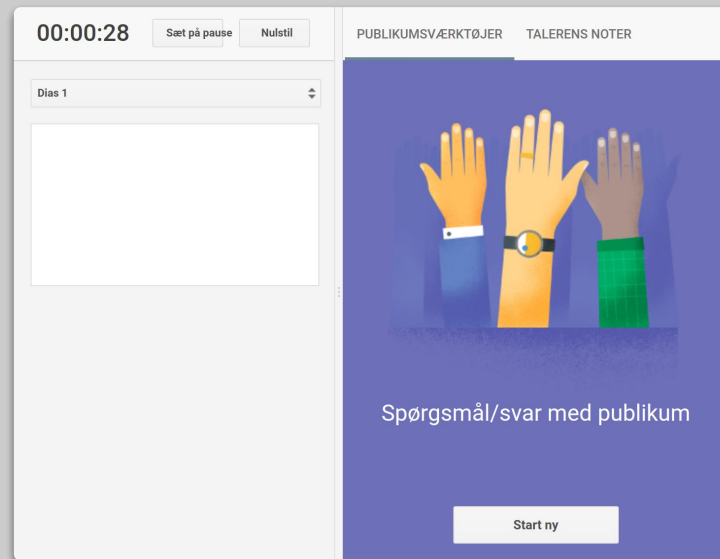 00:00:28 Sæt på pause Nulstil
Dias 1
PUBLIKUMSVÆRKTØJER TALERENS NOTER
Spørgsmål/svar med publikum
Start ny